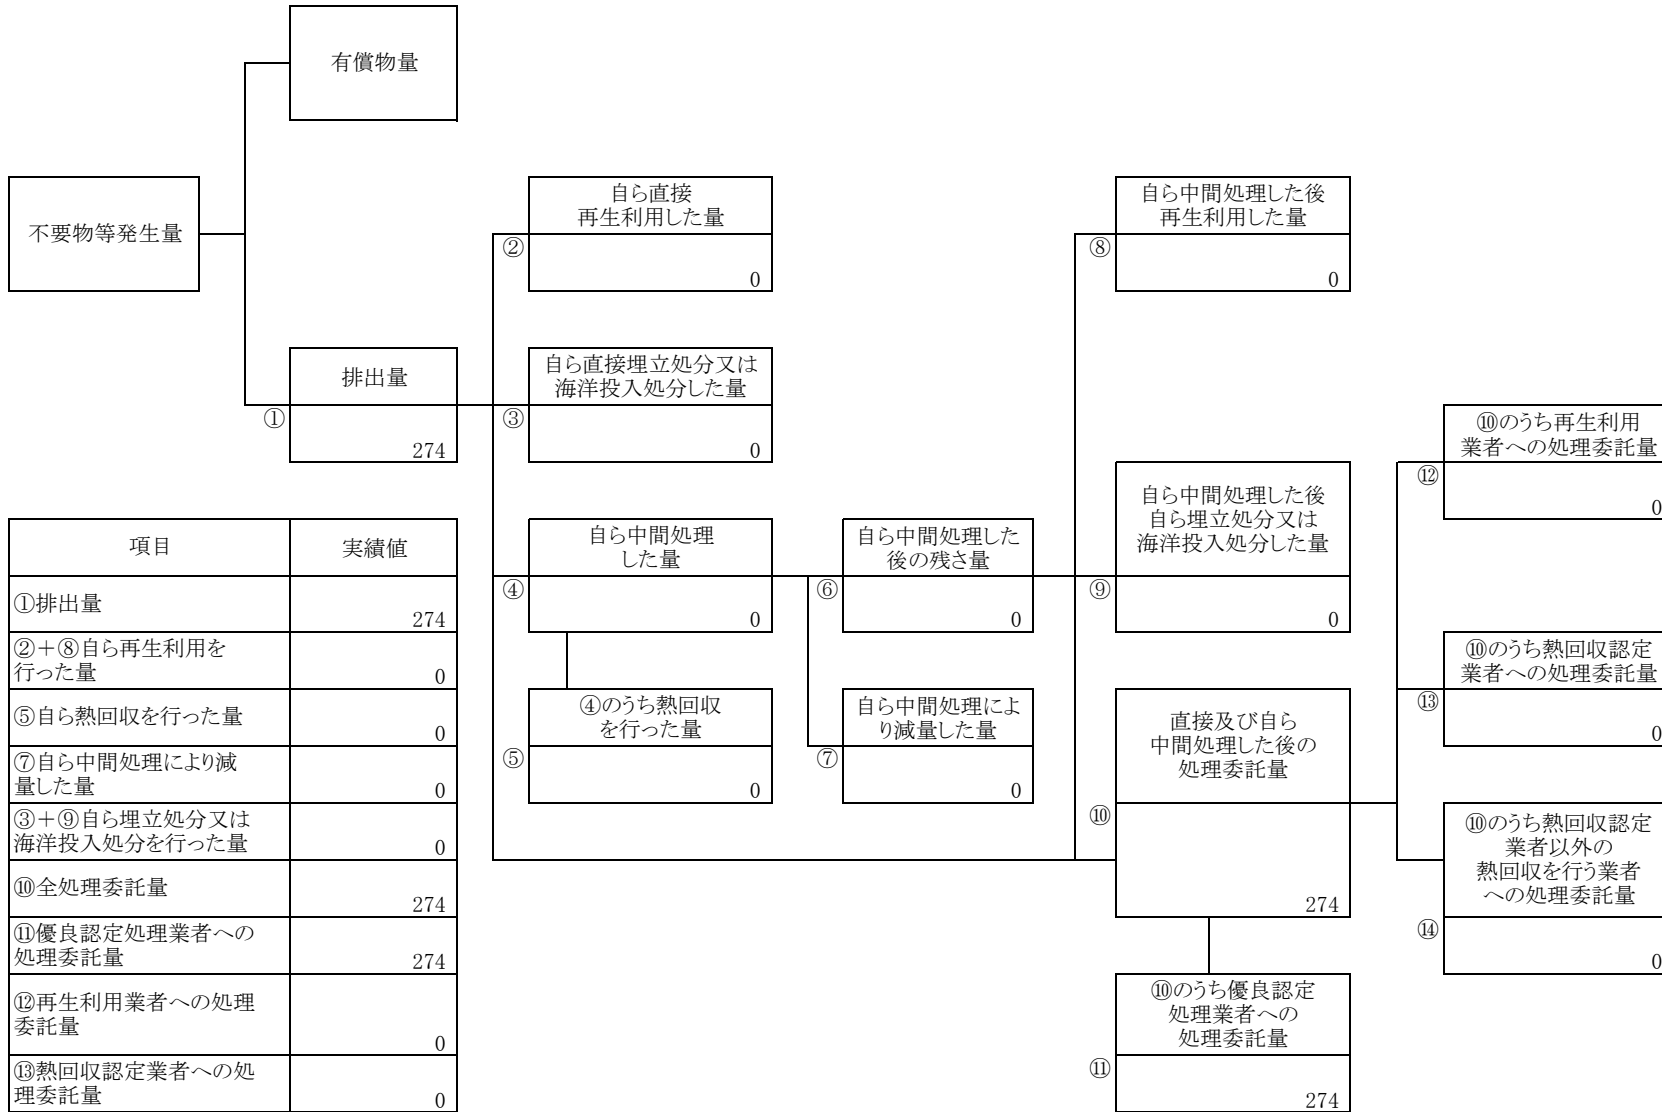 有償物量
不要物等発生量
自ら直接
再生利用した量
②
0
自ら中間処理した後
再生利用した量
⑧
0
排出量
①
274
自ら直接埋立処分又は
海洋投入処分した量
③
0
⑩のうち再生利用
業者への処理委託量
⑫
0
自ら中間処理
した量
④
0
自ら中間処理した
後の残さ量
⑥
0
自ら中間処理した後
自ら埋立処分又は
海洋投入処分した量
⑨
0
⑩のうち熱回収認定
業者への処理委託量
⑬
0
④のうち熱回収
を行った量
⑤
0
自ら中間処理によ
り減量した量
⑦
0
直接及び自ら
中間処理した後の
処理委託量
⑩
274
⑩のうち熱回収認定
業者以外の
熱回収を行う業者
への処理委託量
⑭
0
⑩のうち優良認定
処理業者への
処理委託量
⑪
274
項目 実績値
①排出量
274
②+⑧自ら再生利用を
行った量 0
⑤自ら熱回収を行った量
0
⑦自ら中間処理により減
量した量 0
③+⑨自ら埋立処分又は
海洋投入処分を行った量 0
⑩全処理委託量
274
⑪優良認定処理業者への
処理委託量 274
⑫再生利用業者への処理
委託量
0
⑬熱回収認定業者への処
理委託量 0